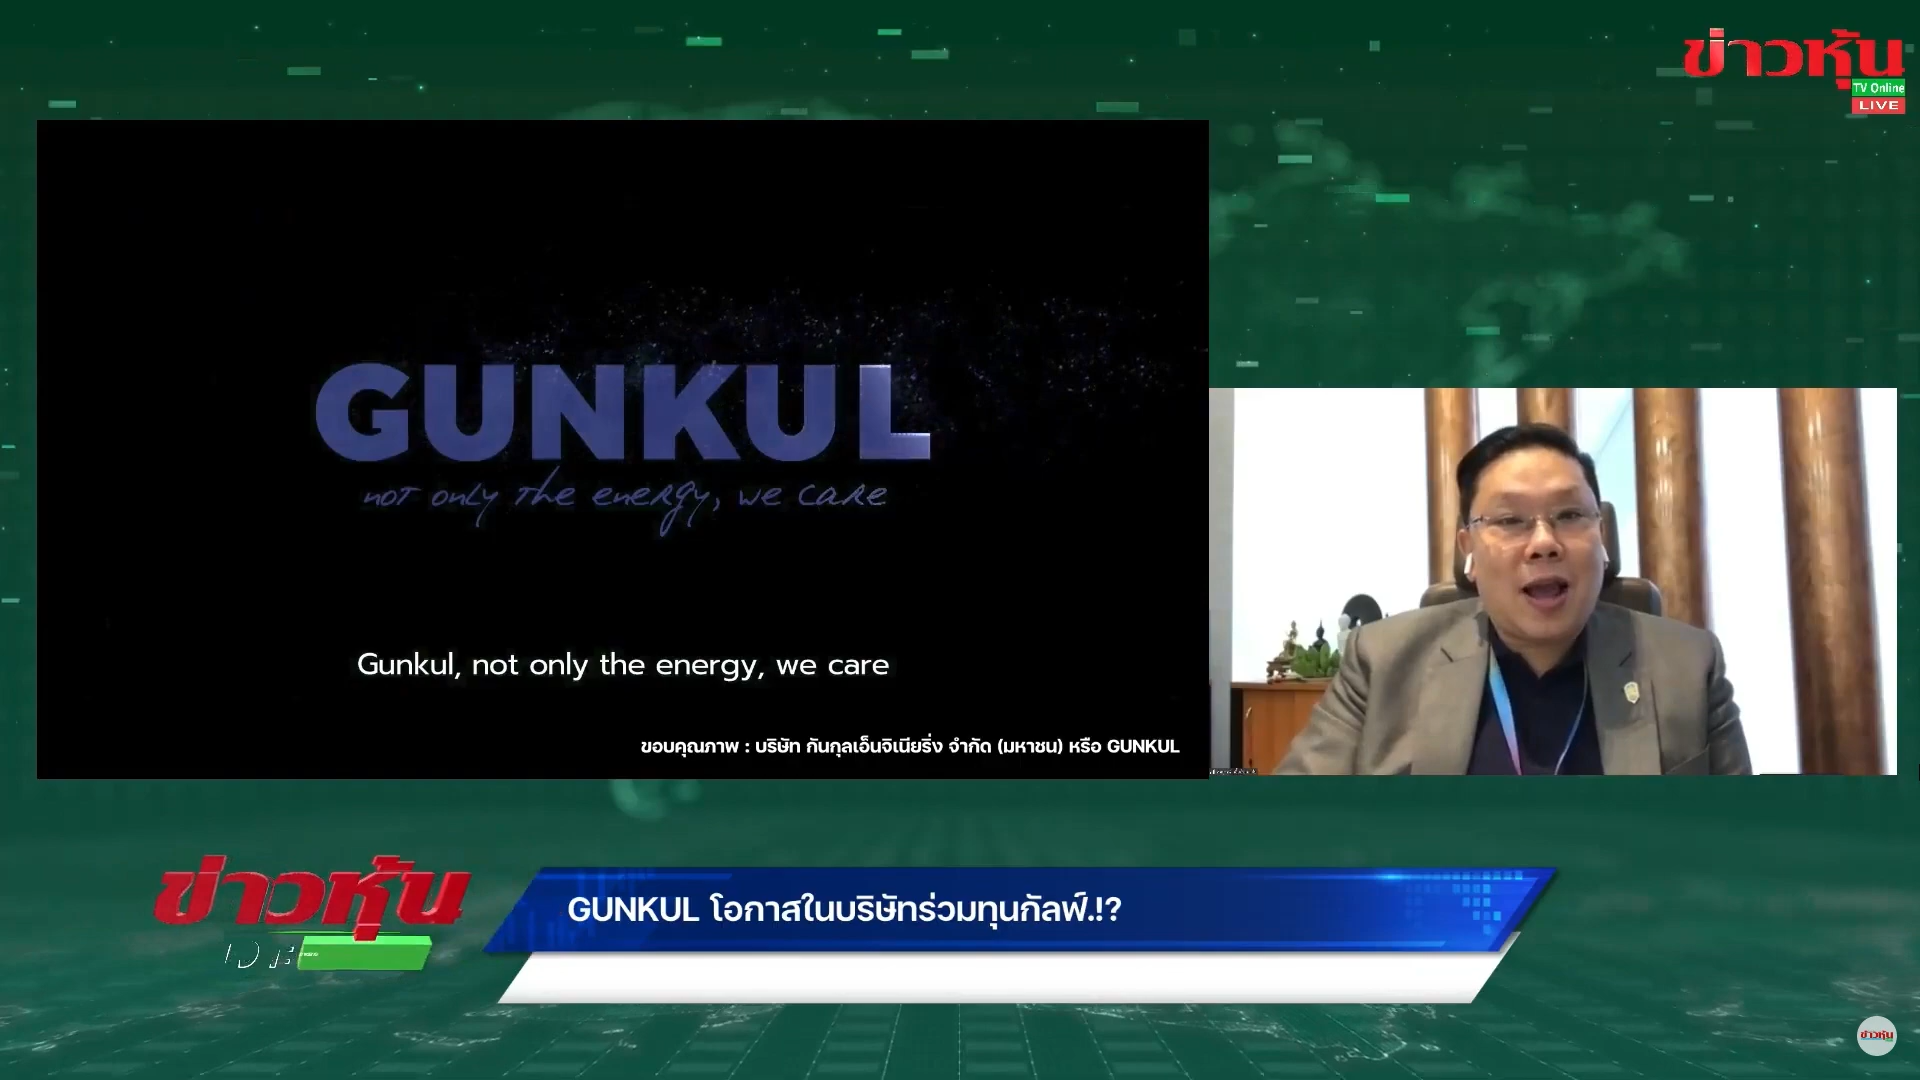 ข่าวหุ้น
TV Online
LIVE
GUNKUL
not only the energy, we care
Gunkul, not only the energy, we care
ขอบคุณภาพ : บริษัท กันกุลเอ็นจิเนียริ่ง จำกัด (มหาชน) หรือ GUNKUL
ข่าวหุ้น
GUNKUL โอกาสในบริษัทร่วมทุนกัลฟ์.!?
ข่าวหุ้น